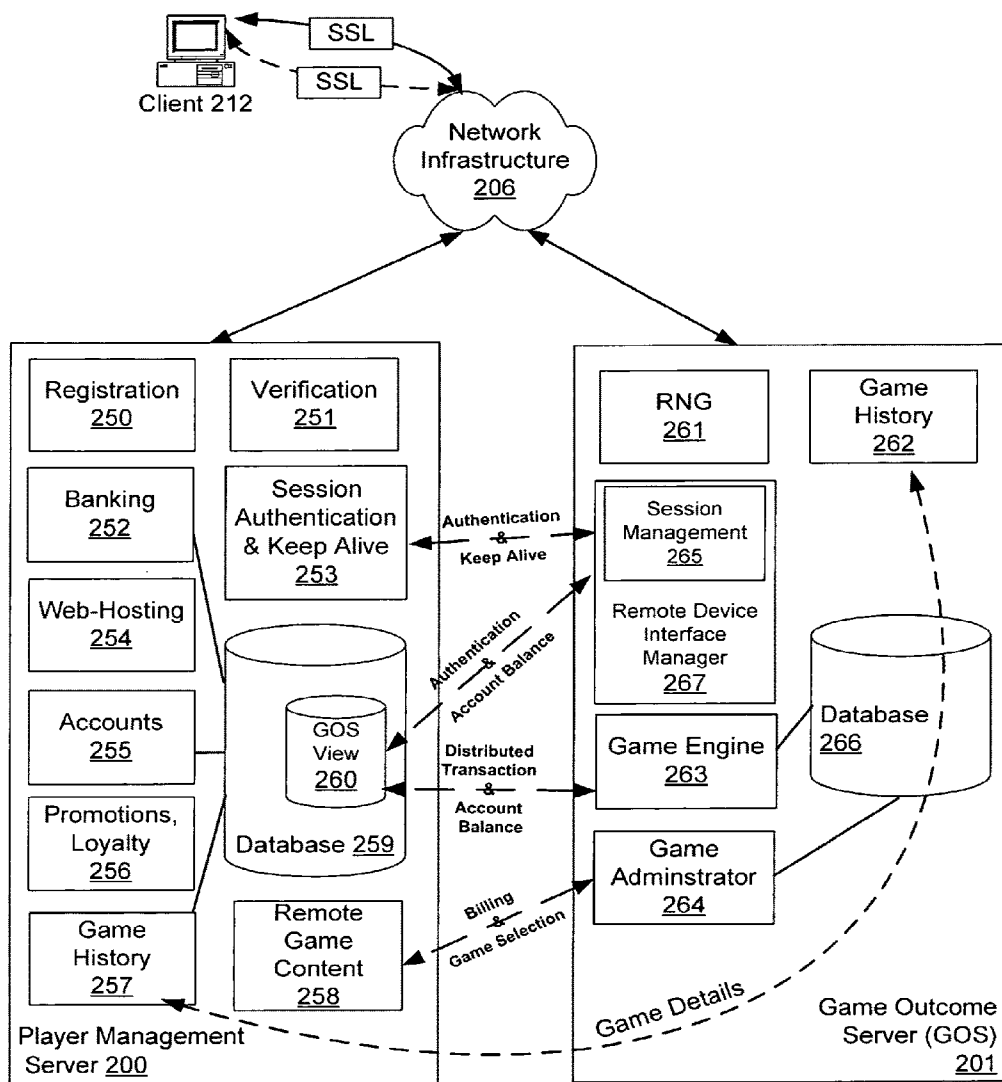 SSL
SSL
Client 212
Network
Infrastructure
206
Registration
250
Verification
251
Banking
252
Session
Authentication
& Keep Alive
253
Web-Hosting
254
Accounts
255
GOS
View
260
Database 259
Promotions,
Loyalty
256
Game
History
257
Remote
Game
Content
258
Player Management
Server 200
Authentication
&
Keep Alive
Authentication
&
Account Balance
Distributed
Transaction
&
Account
Balance
Billing
&
Game Selection
Game Details
RNG
261
Game
History
262
Session
Management
265
Remote Device
Interface
Manager
267
Database
266
Game Engine
263
Game
Adminstrator
264
Game Outcome
Server (GOS)
201